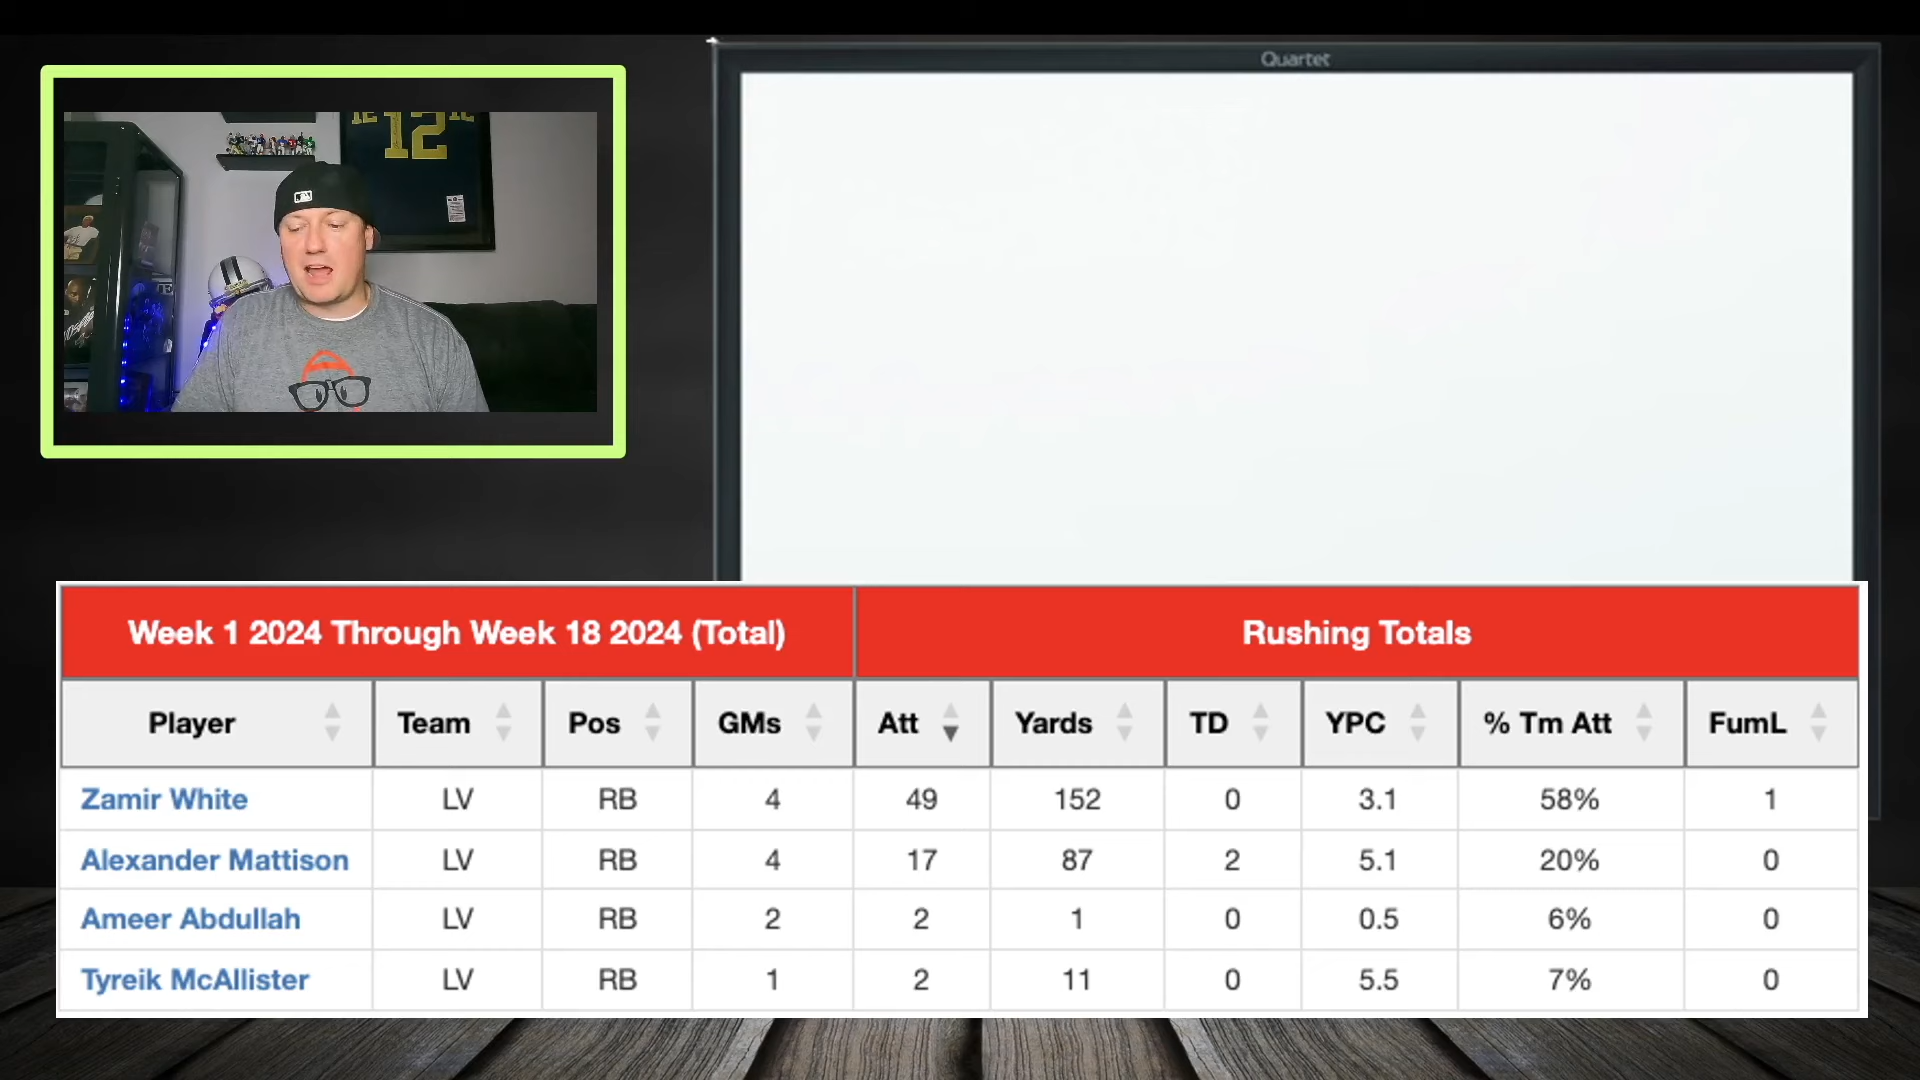 Quartet
12
Week 1 2024 Through Week 18 2024 (Total) Rushing Totals
Player Team Pos GMs Att Yards TD YPC % Tm Att FumL
Zamir White LV RB 4 49 152 0 3.1 58% 1
Alexander Mattison LV RB 4 17 87 2 5.1 20% 0
Ameer Abdullah LV RB 2 2 1 0 0.5 6% 0
Tyreik McAllister LV RB 1 2 11 0 5.5 7% 0